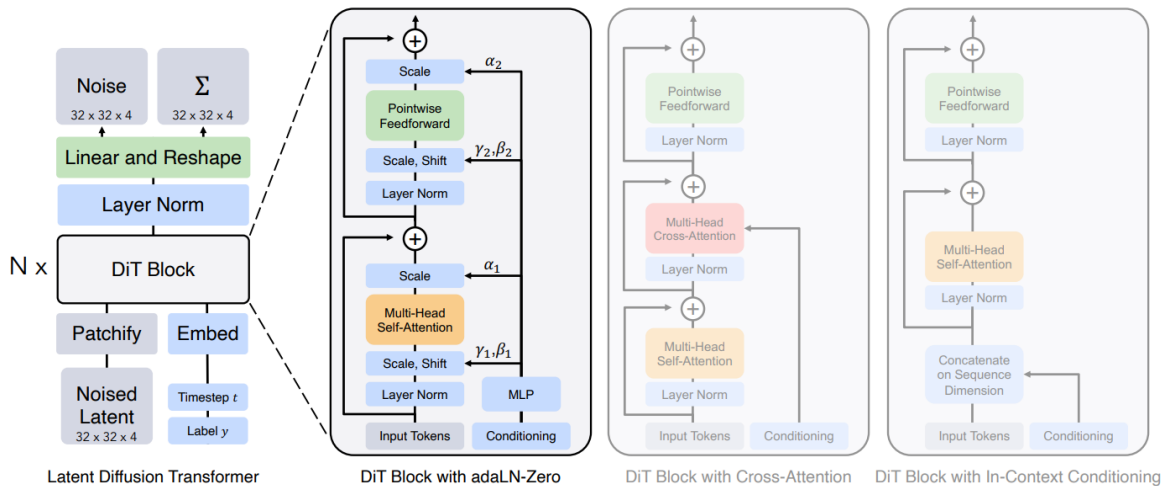 Noise
32 x 32 x 4
Σ
32 x 32 x 4
Linear and Reshape
Layer Norm
N x
DiT Block
Patchify
Embed
Noised
Latent
32 x 32 x 4
Timestep t
Label y
Latent Diffusion Transformer
+
Scale
α₂
Pointwise
Feedforward
γ₂,β₂
Scale, Shift
Layer Norm
+
α₁
Scale
Multi-Head
Self-Attention
γ₁,β₁
Scale, Shift
Layer Norm
MLP
Input Tokens
Conditioning
DiT Block with adaLN-Zero
+
Pointwise
Feedforward
Layer Norm
+
Multi-Head
Cross-Attention
Layer Norm
+
Multi-Head
Self-Attention
Layer Norm
Input Tokens
Conditioning
DiT Block with Cross-Attention
+
Pointwise
Feedforward
Layer Norm
+
Multi-Head
Self-Attention
Layer Norm
Concatenate
on Sequence
Dimension
Input Tokens
Conditioning
DiT Block with In-Context Conditioning